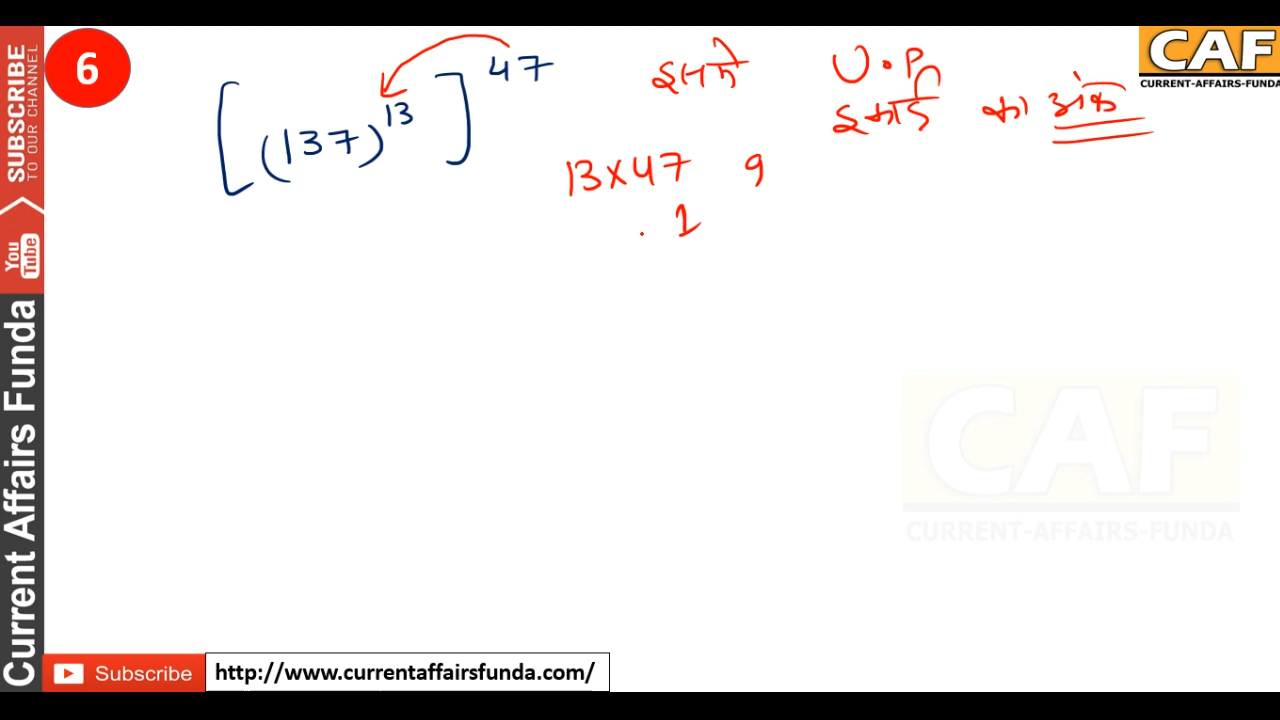 6
[(137)^13]^47
इसमें U.P
इकाई का अंक
13×47 9
. 1
CAF
CURRENT-AFFAIRS-FUNDA
SUBSCRIBE
TO OUR CHANNEL
You
Tube
Current Affairs Funda
CAF
CURRENT-AFFAIRS-FUNDA
Subscribe
http://www.currentaffairsfunda.com/